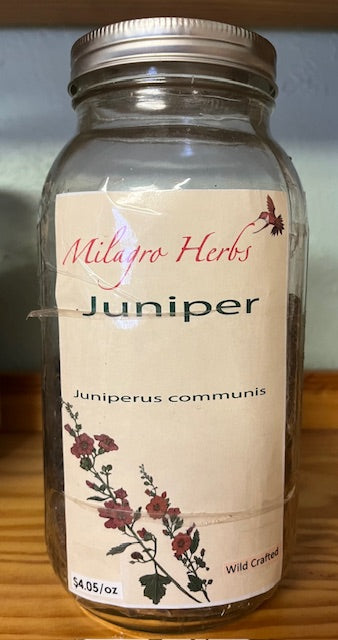 Milagro Herbs
Juniper
Juniperus communis
Wild Crafted
$4.05/oz